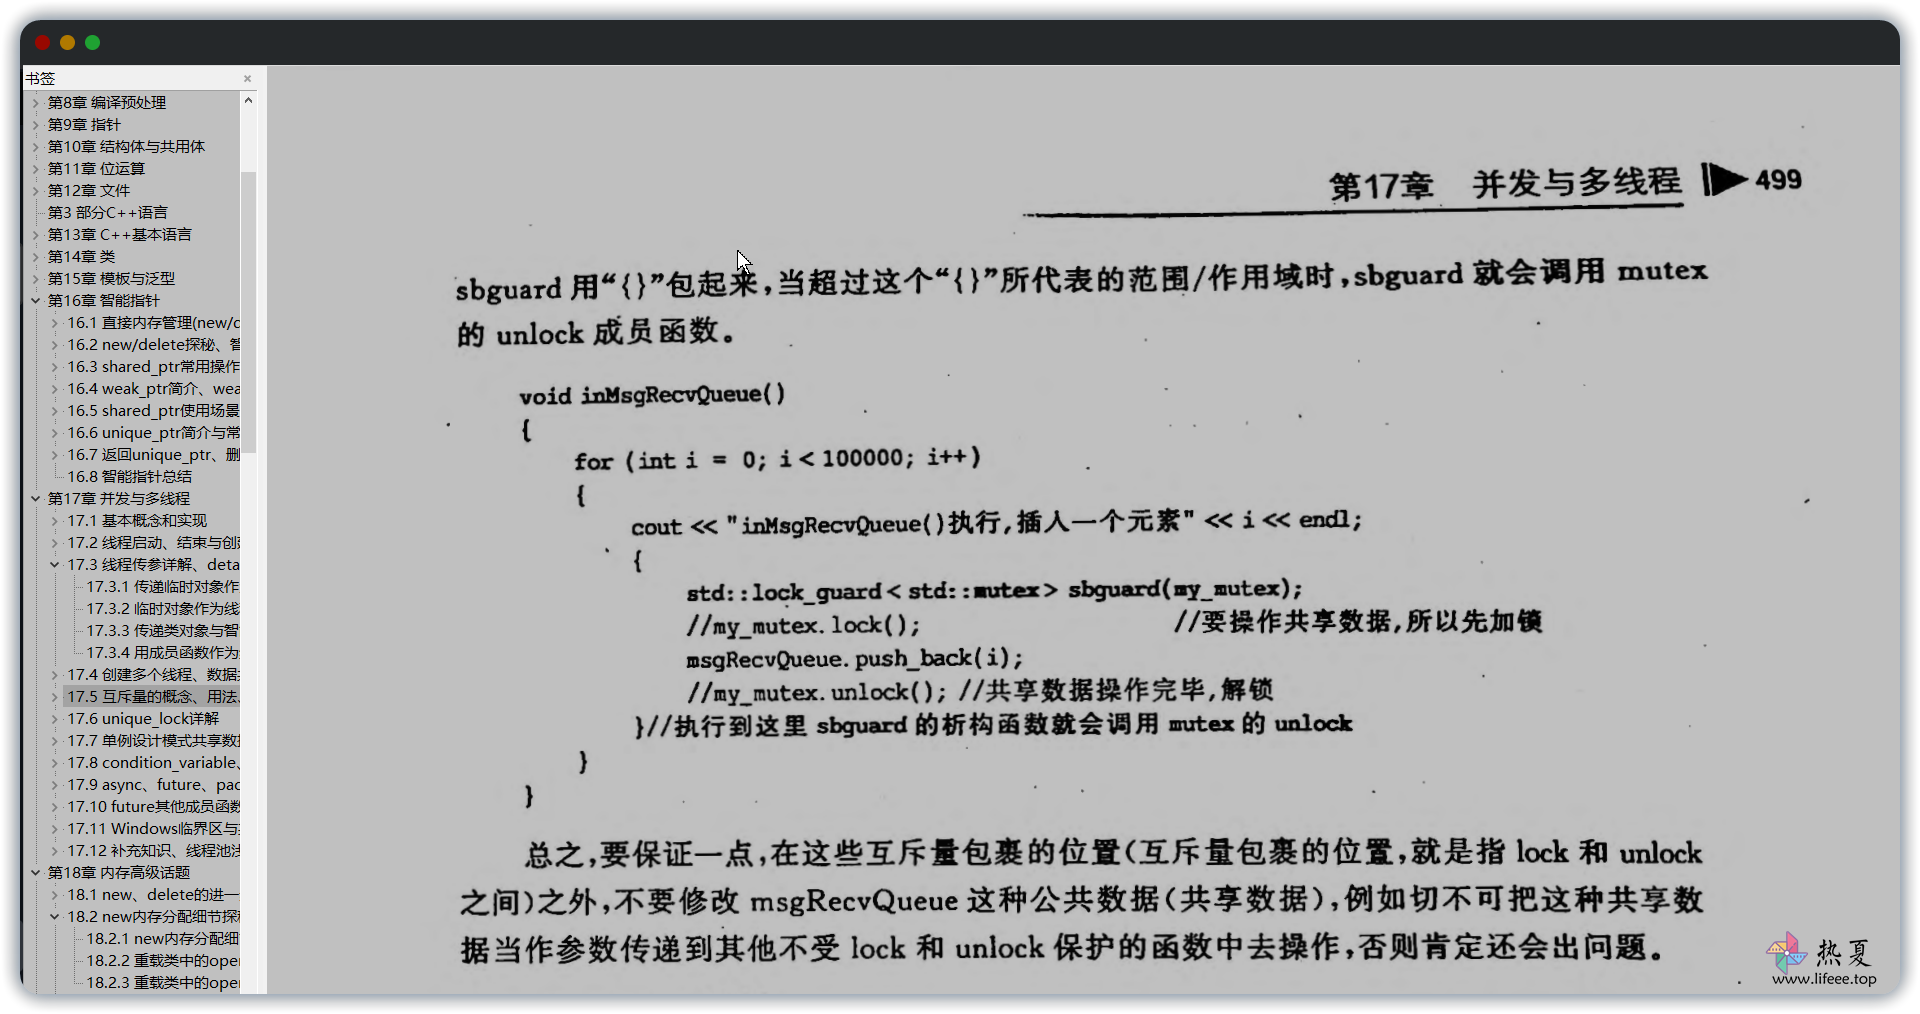 书签
第8章 编译预处理
第9章 指针
第10章 结构体与共用体
第11章 位运算
第12章 文件
第3 部分C++语言
第13章 C++基本语言
第14章 类
第15章 模板与泛型
第16章 智能指针
16.1 直接内存管理(new/d
16.2 new/delete探秘、智
16.3 shared_ptr常用操作
16.4 weak_ptr简介、wea
16.5 shared_ptr使用场景
16.6 unique_ptr简介与常
16.7 返回unique_ptr、删
16.8 智能指针总结
第17章 并发与多线程
17.1 基本概念和实现
17.2 线程启动、结束与创建
17.3 线程传参详解、deta
17.3.1 传递临时对象作
17.3.2 临时对象作为线
17.3.3 传递类对象与智
17.3.4 用成员函数作为
17.4 创建多个线程、数据
17.5 互斥量的概念、用法、
17.6 unique_lock详解
17.7 单例设计模式共享数据
17.8 condition_variable、
17.9 async、future、pac
17.10 future其他成员函数
17.11 Windows临界区与
17.12 补充知识、线程池浅
第18章 内存高级话题
18.1 new、delete的进一
18.2 new内存分配细节探秘
18.2.1 new内存分配细
18.2.2 重载类中的oper
18.2.3 重载类中的oper
第17章 并发与多线程 499
sbguard 用“{}”包起来,当超过这个“{}”所代表的范围/作用域时,sbguard 就会调用 mutex
的 unlock 成员函数。
void inMsgRecvQueue()
{
for (int i = 0; i < 100000; i++)
{
cout << "inMsgRecvQueue()执行,插入一个元素" << i << endl;
{
std::lock_guard< std::mutex> sbguard(my_mutex);
//my_mutex.lock(); //要操作共享数据,所以先加锁
msgRecvQueue.push_back(i);
//my_mutex.unlock(); //共享数据操作完毕,解锁
}//执行到这里 sbguard 的析构函数就会调用 mutex 的 unlock
}
}
总之,要保证一点,在这些互斥量包裹的位置(互斥量包裹的位置,就是指 lock 和 unlock
之间)之外,不要修改 msgRecvQueue 这种公共数据(共享数据),例如切不可把这种共享数
据当作参数传递到其他不受 lock 和 unlock 保护的函数中去操作,否则肯定还会出问题。
热夏
www.lifeee.top